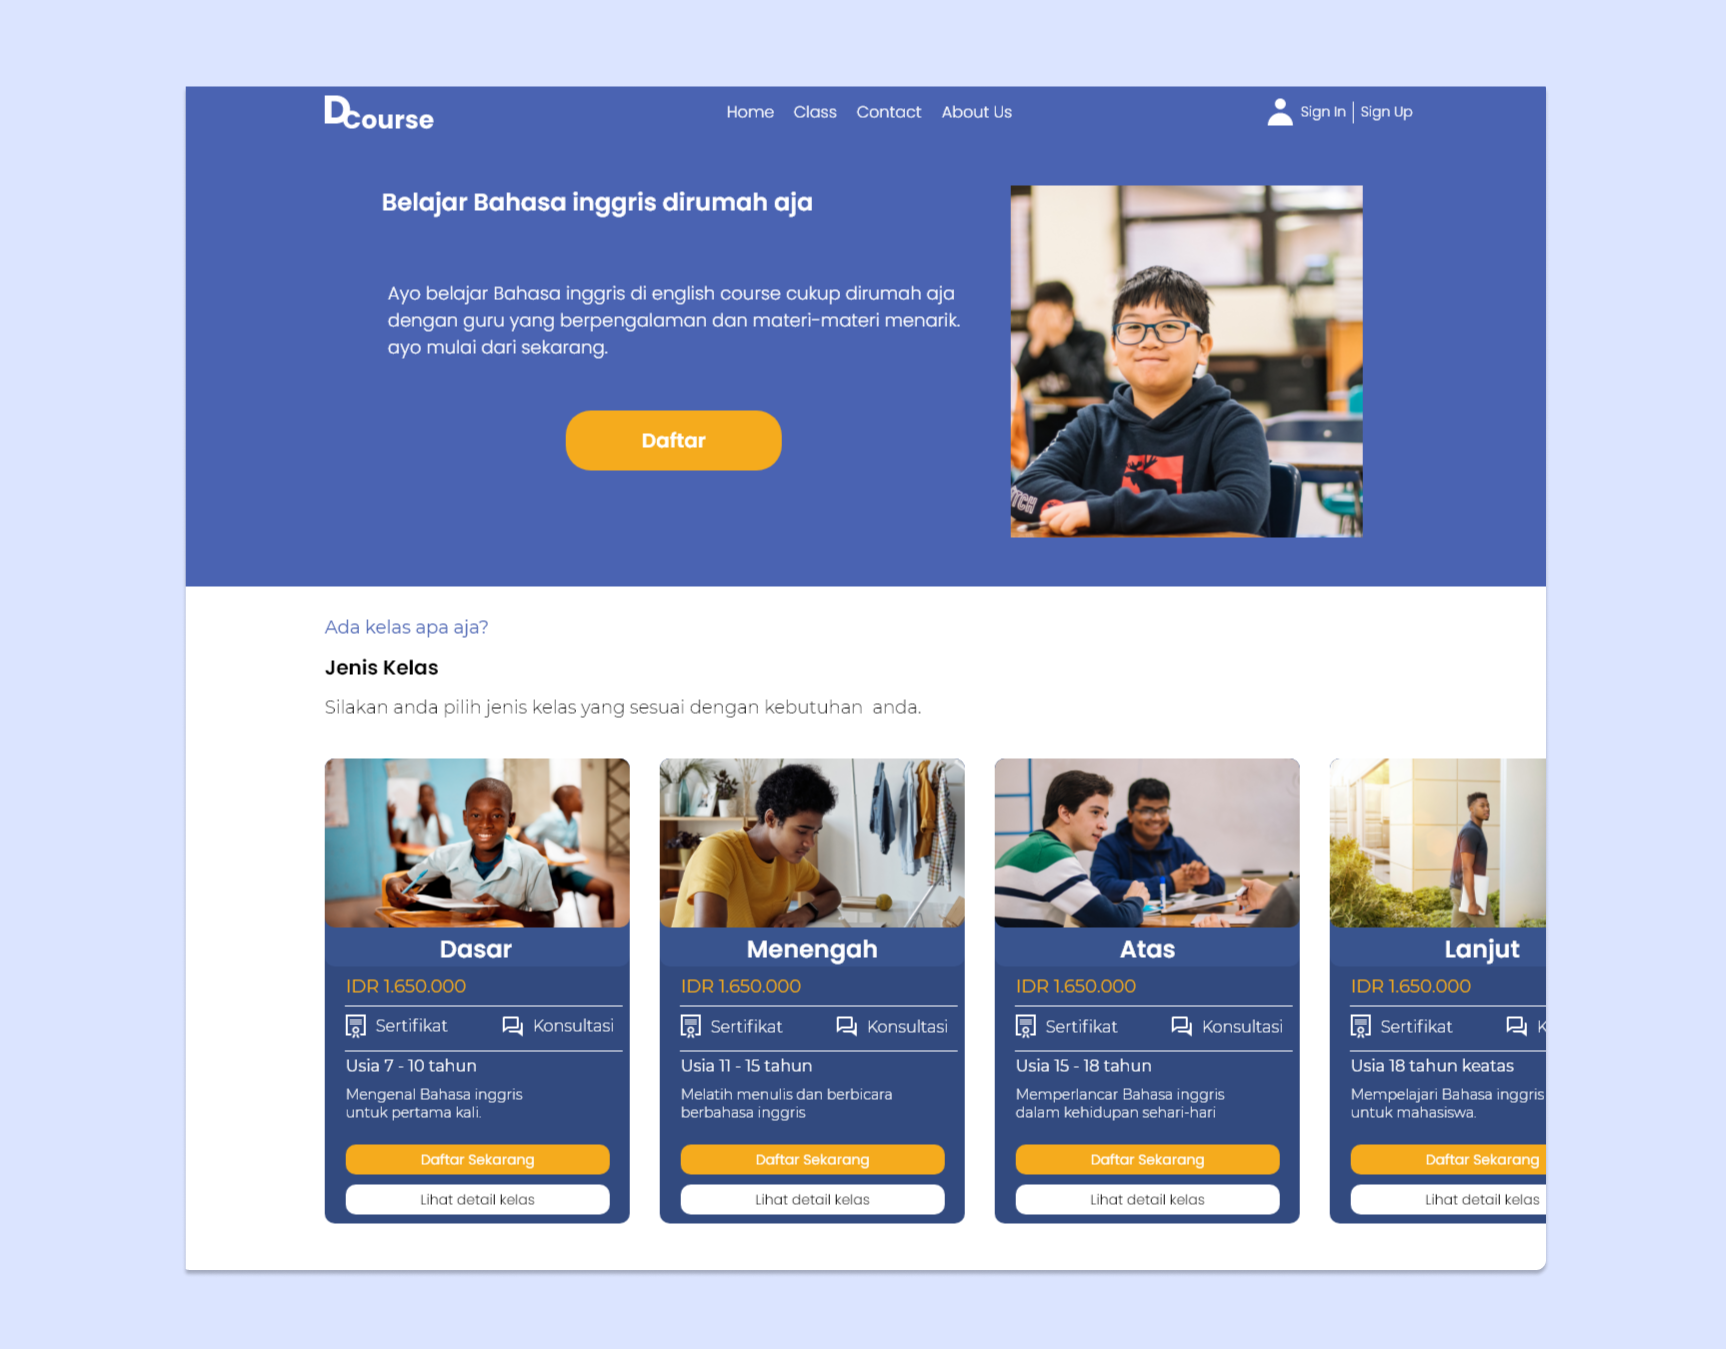 DCourse
Home Class Contact About Us
Sign In | Sign Up
Belajar Bahasa inggris dirumah aja
Ayo belajar Bahasa inggris di english course cukup dirumah aja
dengan guru yang berpengalaman dan materi-materi menarik.
ayo mulai dari sekarang.
Daftar
Ada kelas apa aja?
Jenis Kelas
Silakan anda pilih jenis kelas yang sesuai dengan kebutuhan anda.
Dasar
IDR 1.650.000
Sertifikat Konsultasi
Usia 7 - 10 tahun
Mengenal Bahasa inggris
untuk pertama kali.
Daftar Sekarang
Lihat detail kelas
Menengah
IDR 1.650.000
Sertifikat Konsultasi
Usia 11 - 15 tahun
Melatih menulis dan berbicara
berbahasa inggris
Daftar Sekarang
Lihat detail kelas
Atas
IDR 1.650.000
Sertifikat Konsultasi
Usia 15 - 18 tahun
Memperlancar Bahasa inggris
dalam kehidupan sehari-hari
Daftar Sekarang
Lihat detail kelas
Lanjut
IDR 1.650.000
Sertifikat
Usia 18 tahun keatas
Mempelajari Bahasa inggris
untuk mahasiswa.
Daftar Sekarang
Lihat detail kelas